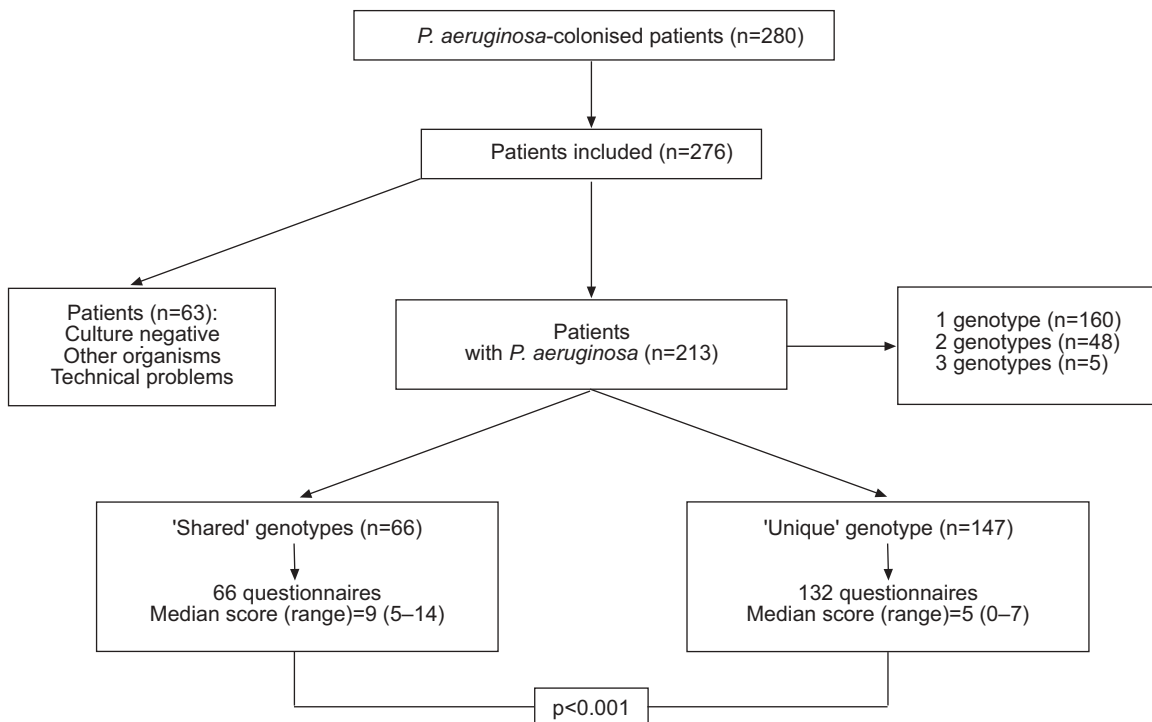 P. aeruginosa-colonised patients (n=280)
Patients included (n=276)
Patients (n=63):
Culture negative
Other organisms
Technical problems
Patients
with P. aeruginosa (n=213)
1 genotype (n=160)
2 genotypes (n=48)
3 genotypes (n=5)
'Shared' genotypes (n=66)
66 questionnaires
Median score (range)=9 (5–14)
'Unique' genotype (n=147)
132 questionnaires
Median score (range)=5 (0–7)
p<0.001